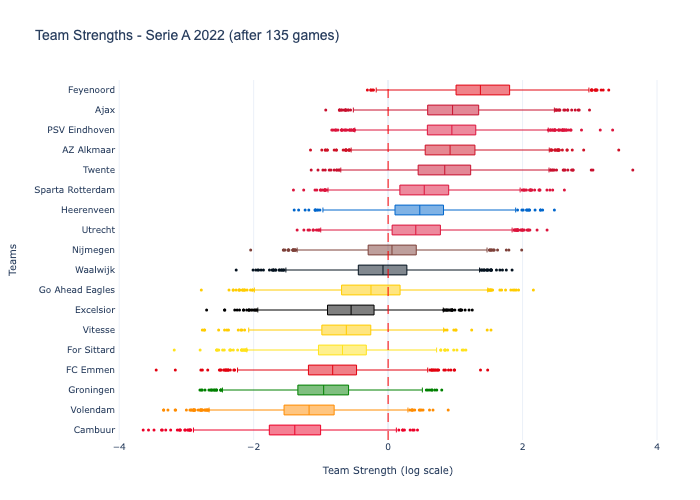 Team Strengths - Serie A 2022 (after 135 games)
Feyenoord
Ajax
PSV Eindhoven
AZ Alkmaar
Twente
Sparta Rotterdam
Heerenveen
Utrecht
Nijmegen
Waalwijk
Go Ahead Eagles
Excelsior
Vitesse
For Sittard
FC Emmen
Groningen
Volendam
Cambuur
Teams
−4 −2 0 2 4
Team Strength (log scale)